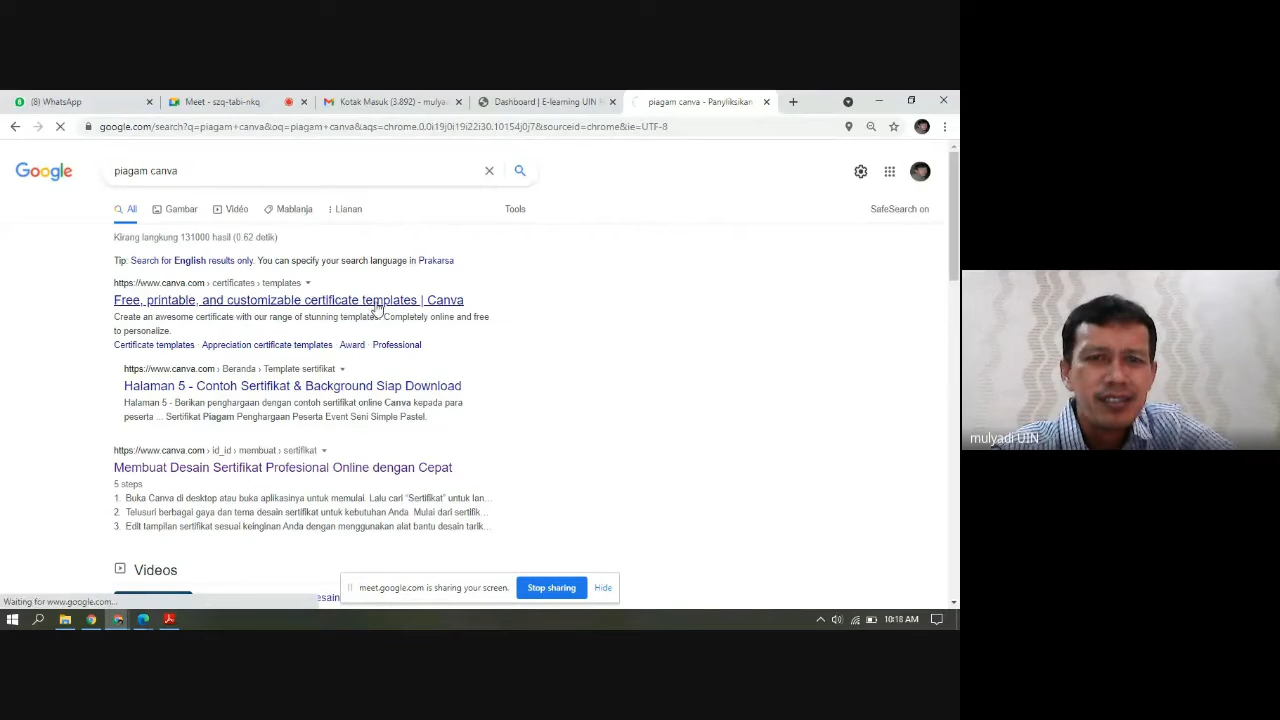 (8) WhatsApp
Meet - szq-tabi-nkq
Kotak Masuk (3.892) - mulya
Dashboard | E-learning UIN
piagam canva - Panyliksikan
google.com/search?q=piagam+canva&oq=piagam+canva&aqs=chrome.0.0i19j0i19i22i30.10154j0j7&sourceid=chrome&ie=UTF-8
Google
piagam canva
All
Gambar
Vidéo
Mablanja
Lianan
Tools
SafeSearch on
Kirang langkung 131000 hasil (0.62 detik)
Tip: Search for English results only. You can specify your search language in Prakarsa
https://www.canva.com › certificates › templates
Free, printable, and customizable certificate templates | Canva
Create an awesome certificate with our range of stunning templates. Completely online and free
to personalize.
Certificate templates · Appreciation certificate templates · Award · Professional
https://www.canva.com › Beranda › Template sertifikat
Halaman 5 - Contoh Sertifikat & Background Siap Download
Halaman 5 - Berikan penghargaan dengan contoh sertifikat online Canva kepada para
peserta ... Sertifikat Piagam Penghargaan Peserta Event Seni Simple Pastel.
https://www.canva.com › id_id › membuat › sertifikat
Membuat Desain Sertifikat Profesional Online dengan Cepat
5 steps
1. Buka Canva di desktop atau buka aplikasinya untuk memulai. Lalu cari “Sertifikat” untuk lan...
2. Telusuri berbagai gaya dan tema desain sertifikat untuk kebutuhan Anda. Mulai dari sertifik...
3. Edit tampilan sertifikat sesuai keinginan Anda dengan menggunakan alat bantu desain tarik...
Videos
esain
meet.google.com is sharing your screen.
Stop sharing
Hide
Waiting for www.google.com...
10:18 AM
mulyadi UIN